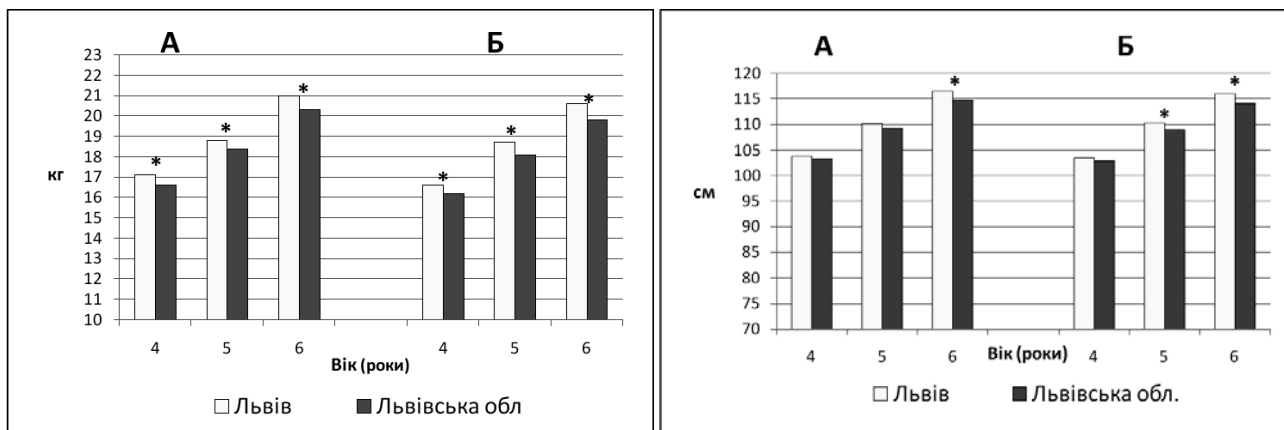 А Б
23
22
21
20
19
18
17
16
15
14
13
12
11
10
кг
* * * * * *
4 5 6 4 5 6
Вік (роки)
Львів Львівська обл
А Б
120
115
110
105
100
95
90
85
80
75
70
см
* * *
4 5 6 4 5 6
Вік (роки)
Львів Львівська обл.